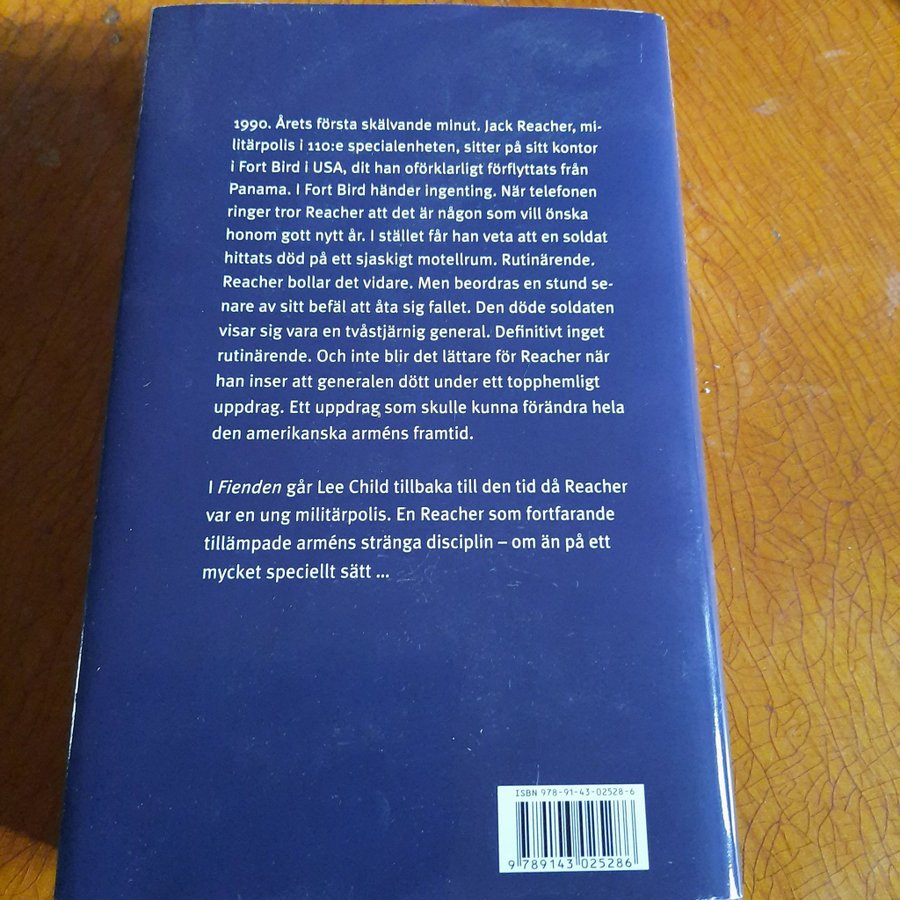 1990. Årets första skälvande minut. Jack Reacher, mi-
litärpolis i 110:e specialenheten, sitter på sitt kontor
i Fort Bird i USA, dit han oförklarligt förflyttats från
Panama. I Fort Bird händer ingenting. När telefonen
ringer tror Reacher att det är någon som vill önska
honom gott nytt år. I stället får han veta att en soldat
hittats död på ett sjaskigt motellrum. Rutinärende.
Reacher bollar det vidare. Men beordras en stund se-
nare av sitt befäl att åta sig fallet. Den döde soldaten
visar sig vara en tvåstjärnig general. Definitivt inget
rutinärende. Och inte blir det lättare för Reacher när
han inser att generalen dött under ett topphemligt
uppdrag. Ett uppdrag som skulle kunna förändra hela
den amerikanska arméns framtid.
I Fienden går Lee Child tillbaka till den tid då Reacher
var en ung militärpolis. En Reacher som fortfarande
tillämpade arméns stränga disciplin – om än på ett
mycket speciellt sätt ...
ISBN 978-91-43-02528-6
9 789143 025286